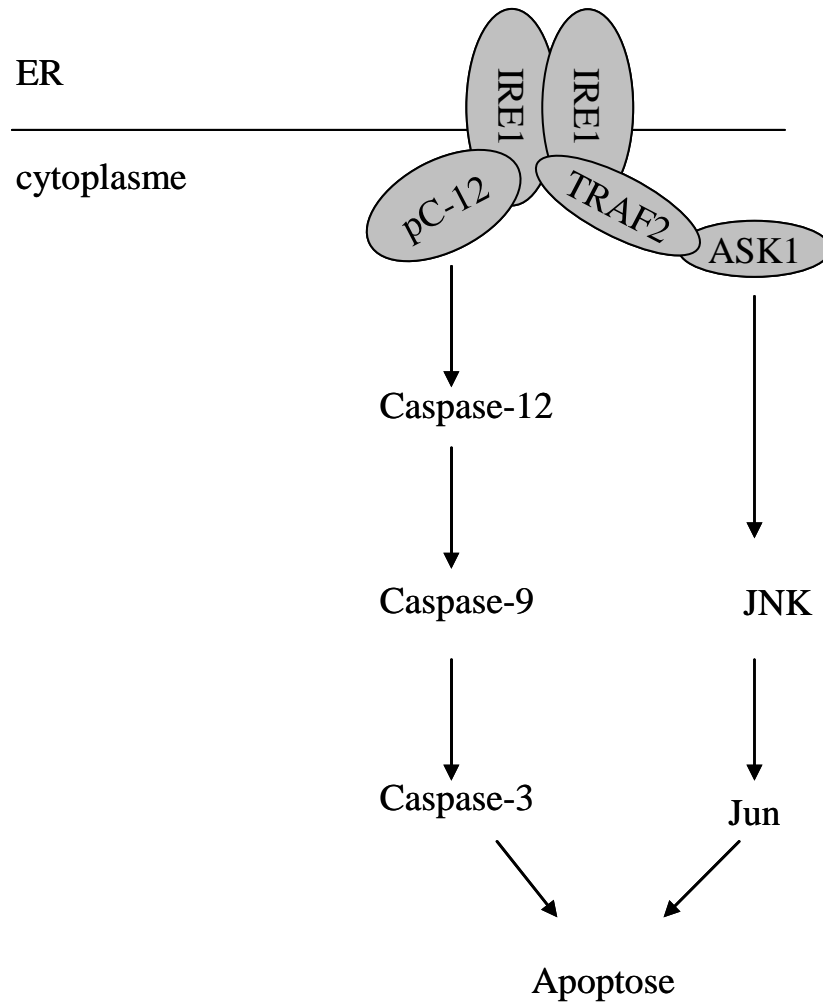 ER
IRE1
IRE1
cytoplasme
pC-12
TRAF2
ASK1
Caspase-12
Caspase-9
JNK
Caspase-3
Jun
Apoptose